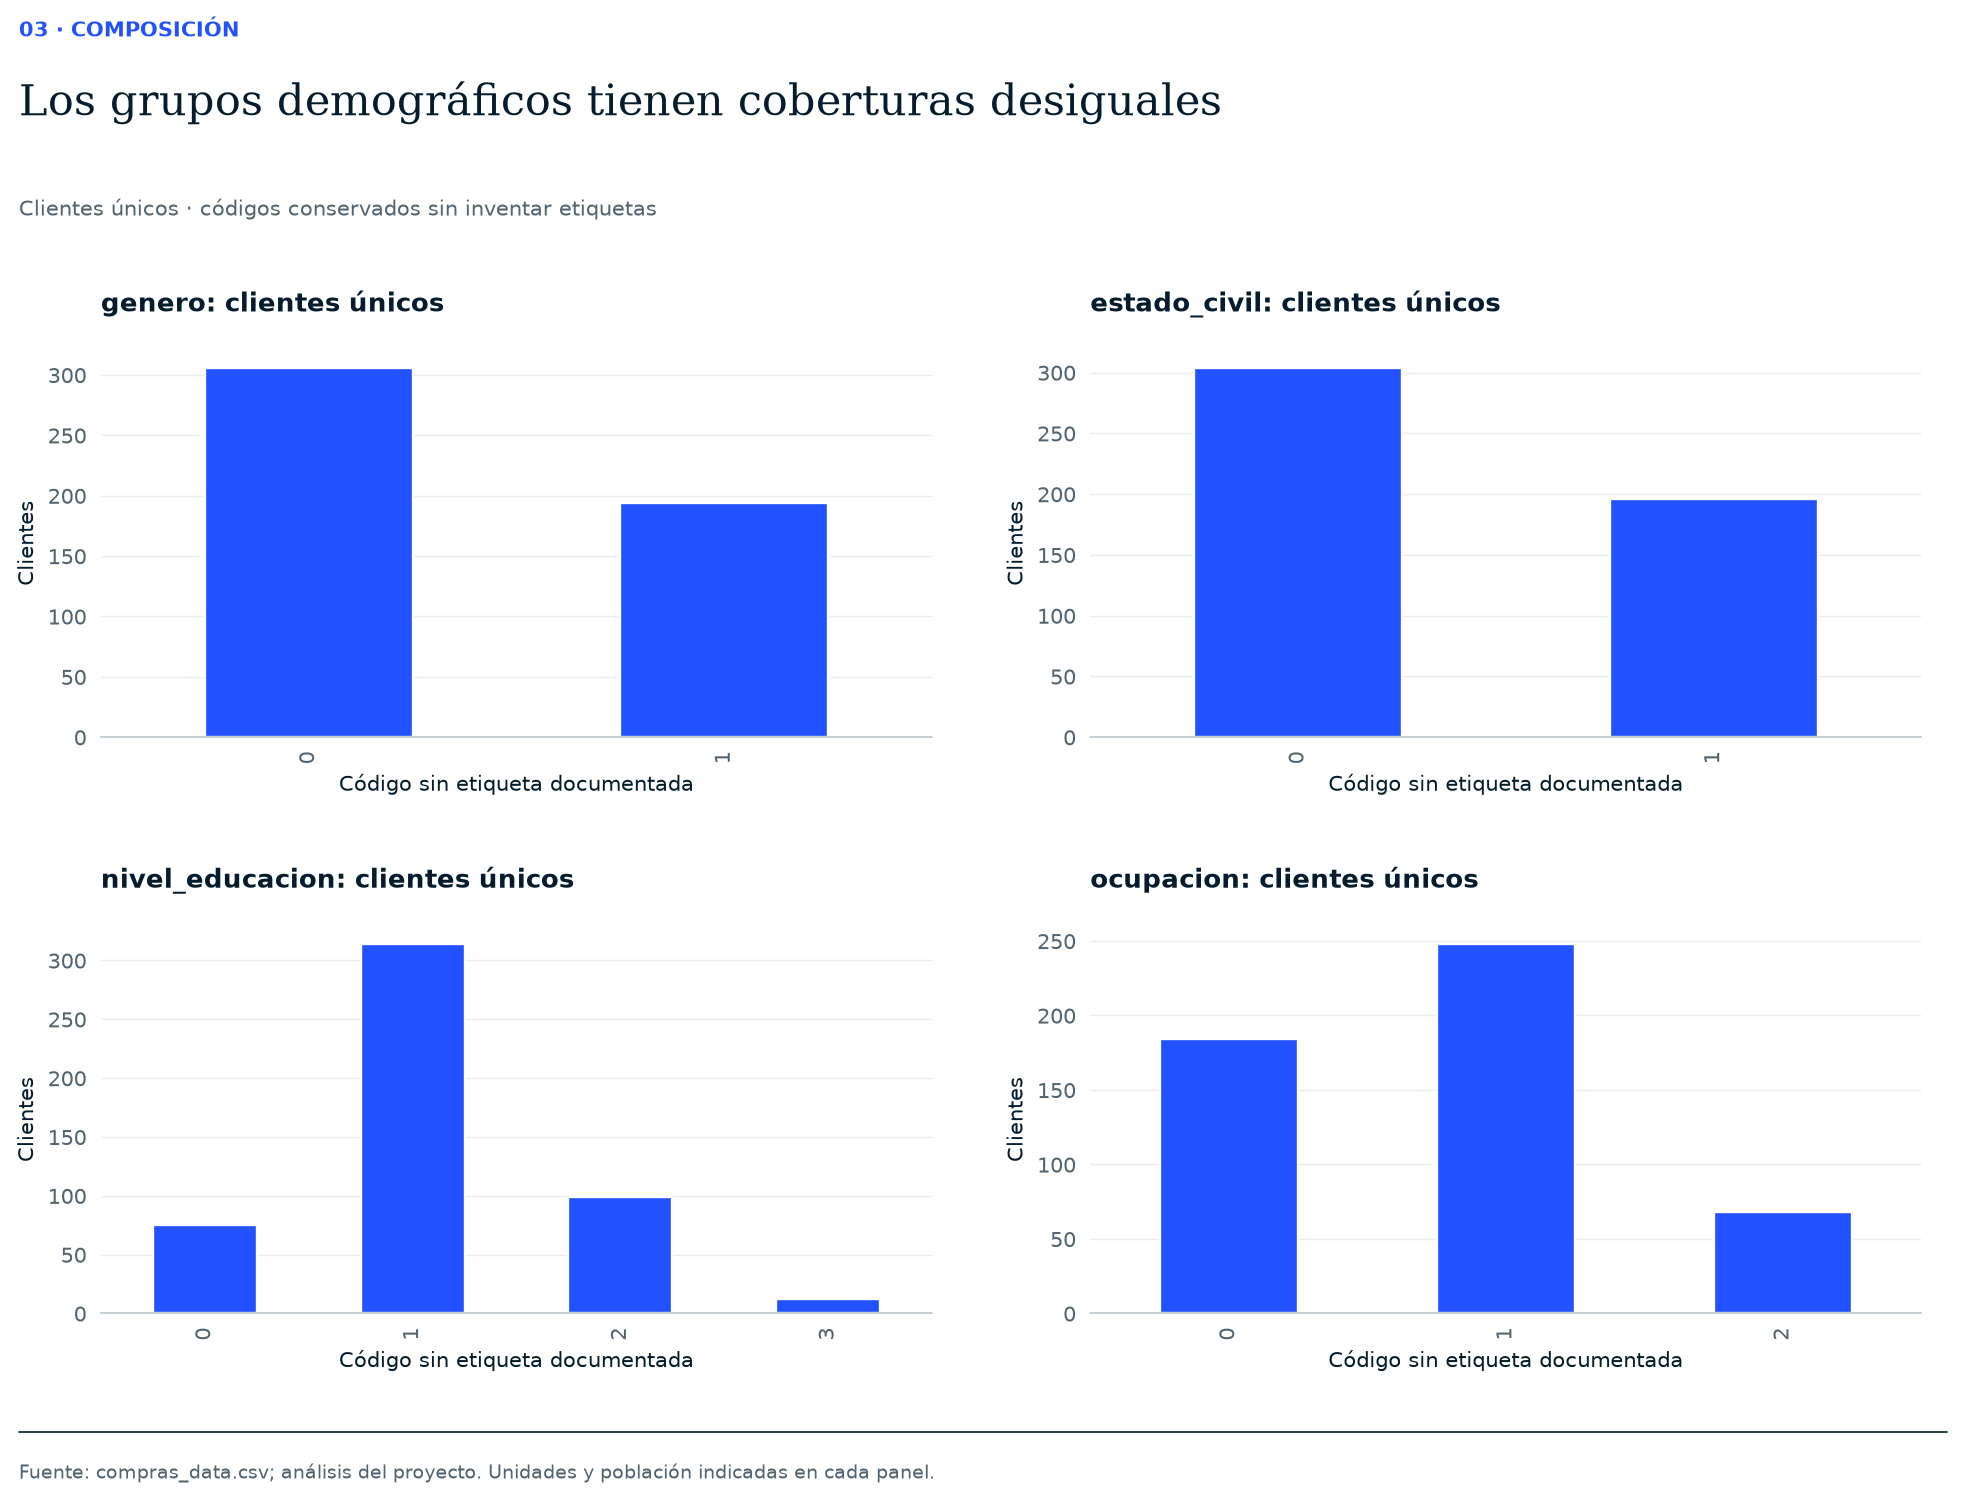 03 · COMPOSICIÓN
Los grupos demográficos tienen coberturas desiguales
Clientes únicos · códigos conservados sin inventar etiquetas
genero: clientes únicos
300
250
200
150
100
50
0
Clientes
0
1
Código sin etiqueta documentada
estado_civil: clientes únicos
300
250
200
150
100
50
0
Clientes
0
1
Código sin etiqueta documentada
nivel_educacion: clientes únicos
300
250
200
150
100
50
0
Clientes
0
1
2
3
Código sin etiqueta documentada
ocupacion: clientes únicos
250
200
150
100
50
0
Clientes
0
1
2
Código sin etiqueta documentada
Fuente: compras_data.csv; análisis del proyecto. Unidades y población indicadas en cada panel.